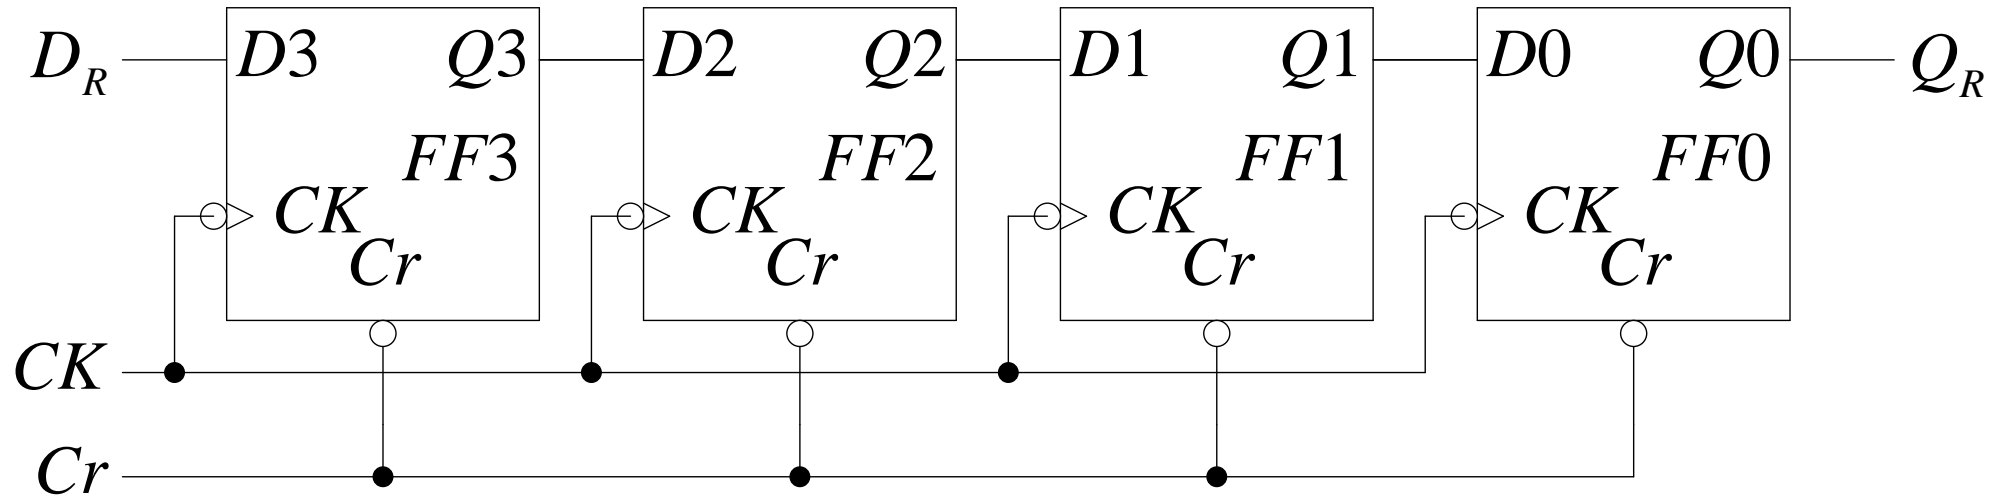 D_R D3 Q3 D2 Q2 D1 Q1 D0 Q0 Q_R
FF3 FF2 FF1 FF0
CK CK CK CK
Cr Cr Cr Cr
CK
Cr